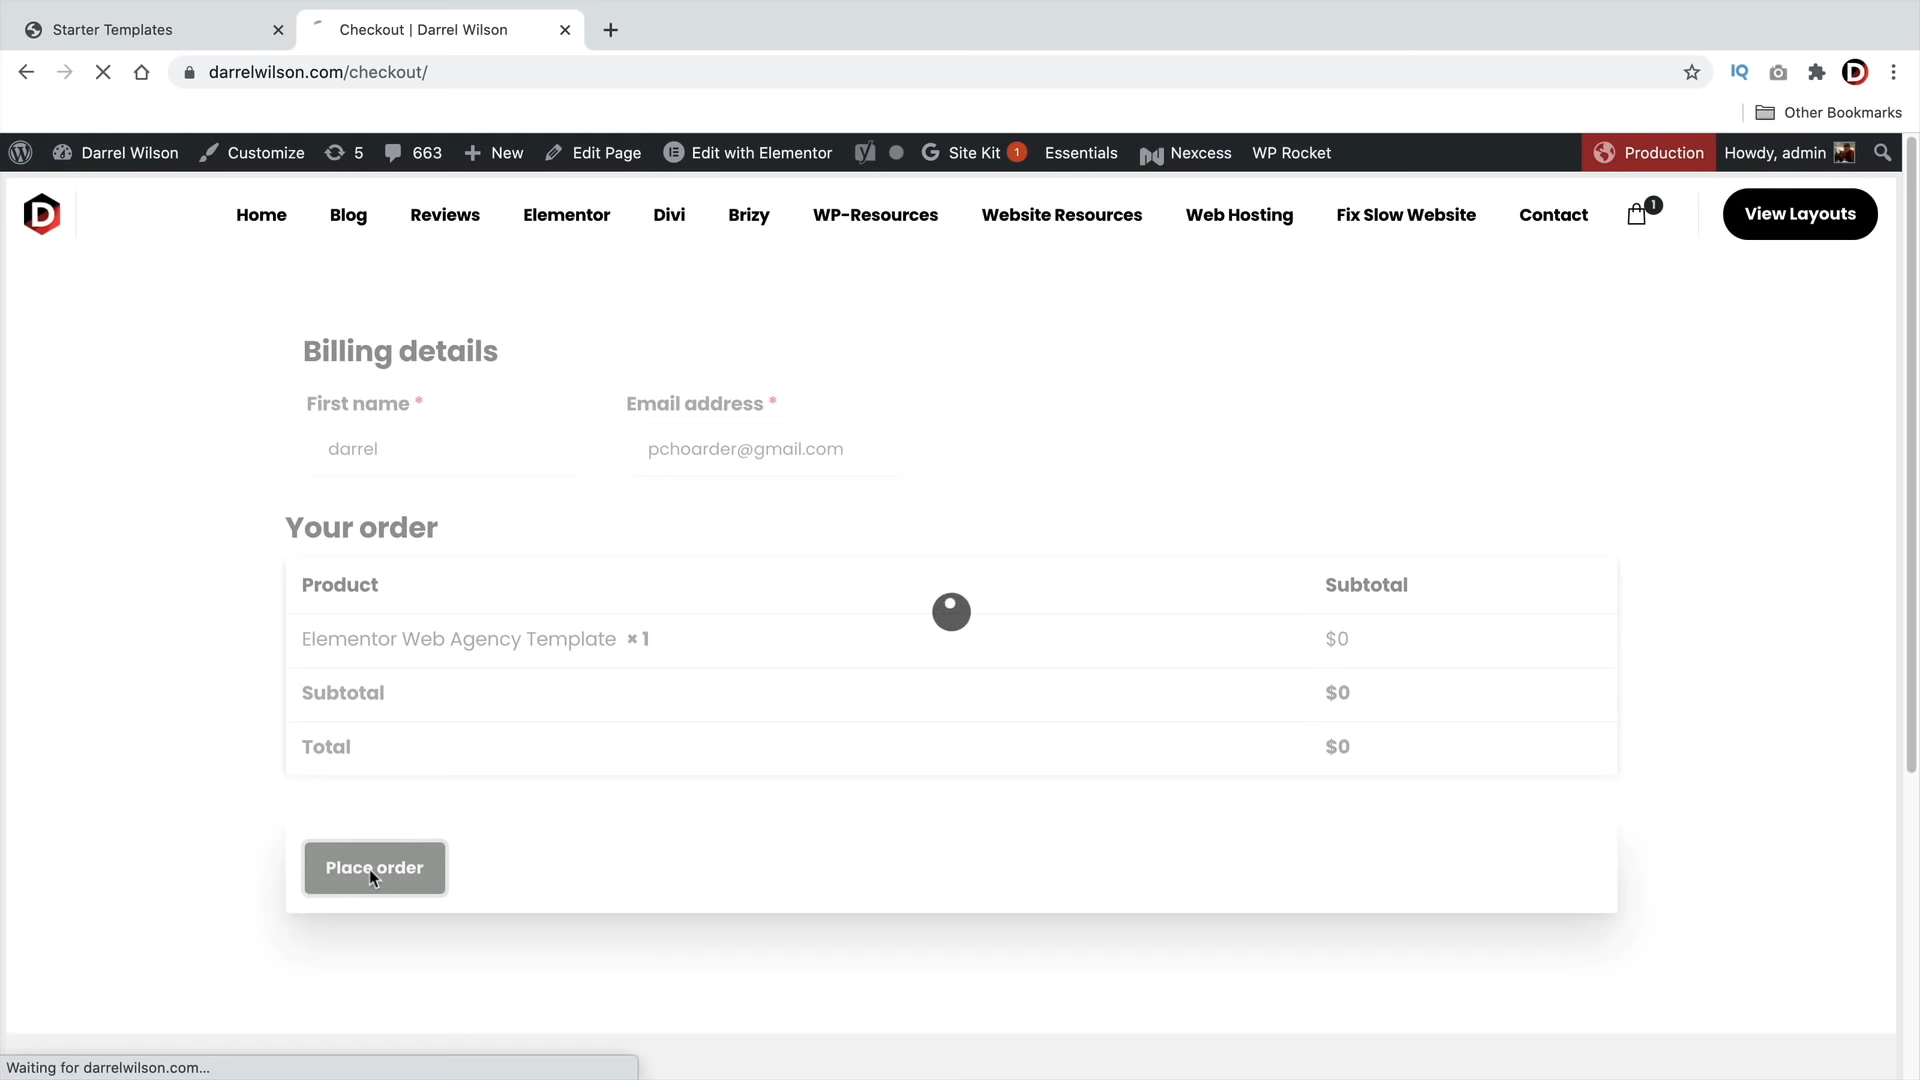 Starter Templates
Checkout | Darrel Wilson
darrelwilson.com/checkout/
IQ
D
Other Bookmarks
Darrel Wilson
Customize
5
663
New
Edit Page
Edit with Elementor
Site Kit 1
Essentials
Nexcess
WP Rocket
Production
Howdy, admin
D
Home
Blog
Reviews
Elementor
Divi
Brizy
WP-Resources
Website Resources
Web Hosting
Fix Slow Website
Contact
1
View Layouts
Billing details
First name *
Email address *
darrel
pchoarder@gmail.com
Your order
Product Subtotal
Elementor Web Agency Template × 1 $0
Subtotal $0
Total $0
Place order
Waiting for darrelwilson.com...